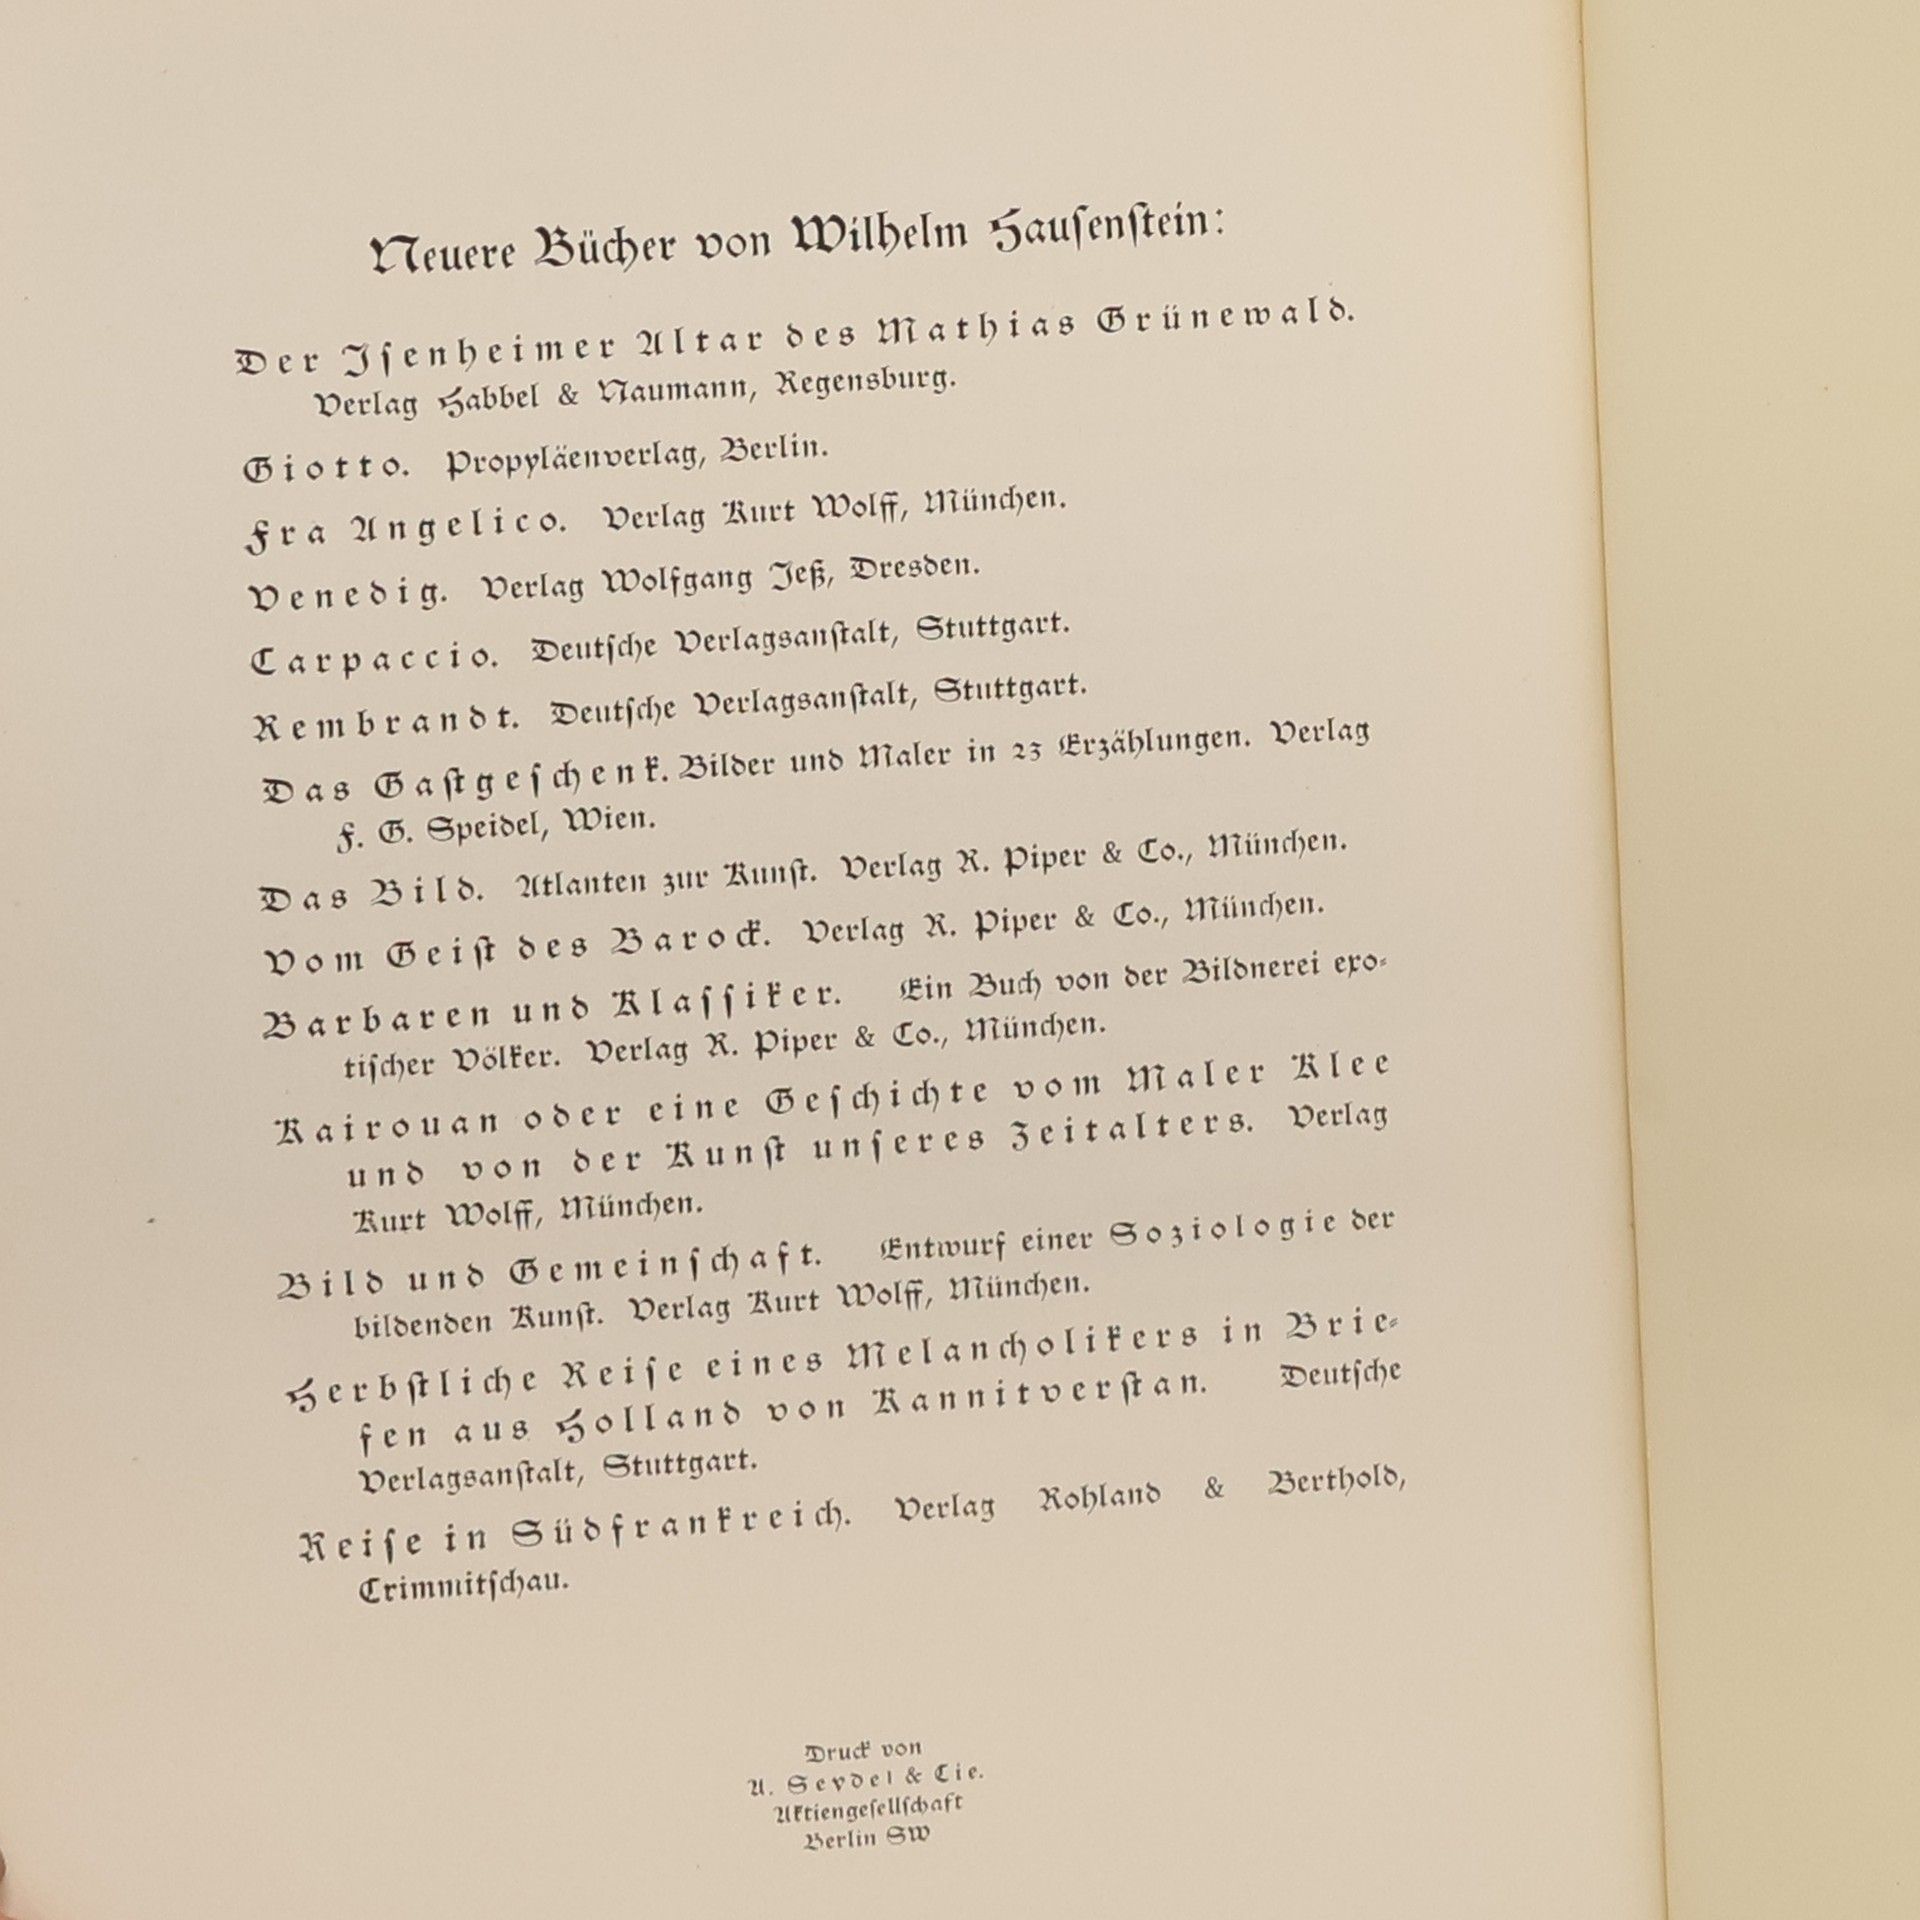 Neuere Bücher von Wilhelm Hausenstein:
Der Isenheimer Altar des Mathias Grünewald.
Verlag Habbel & Naumann, Regensburg.
Giotto. Propyläenverlag, Berlin.
Fra Angelico. Verlag Kurt Wolff, München.
Venedig. Verlag Wolfgang Jeß, Dresden.
Carpaccio. Deutsche Verlagsanstalt, Stuttgart.
Rembrandt. Deutsche Verlagsanstalt, Stuttgart.
Das Gastgeschenk. Bilder und Maler in 23 Erzählungen. Verlag
F. G. Speidel, Wien.
Das Bild. Atlanten zur Kunst. Verlag R. Piper & Co., München.
Vom Geist des Barock. Verlag R. Piper & Co., München.
Barbaren und Klassiker. Ein Buch von der Bildnerei exo-
tischer Völker. Verlag R. Piper & Co., München.
Kairouan oder eine Geschichte vom Maler Klee
und von der Kunst unseres Zeitalters. Verlag
Kurt Wolff, München.
Bild und Gemeinschaft. Entwurf einer Soziologie der
bildenden Kunst. Verlag Kurt Wolff, München.
Herbstliche Reise eines Melancholikers in Brie-
fen aus Holland von Kannitverstan. Deutsche
Verlagsanstalt, Stuttgart.
Reise in Südfrankreich. Verlag Rohland & Berthold,
Crimmitschau.
Druck von
A. Seydel & Cie.
Aktiengesellschaft
Berlin SW